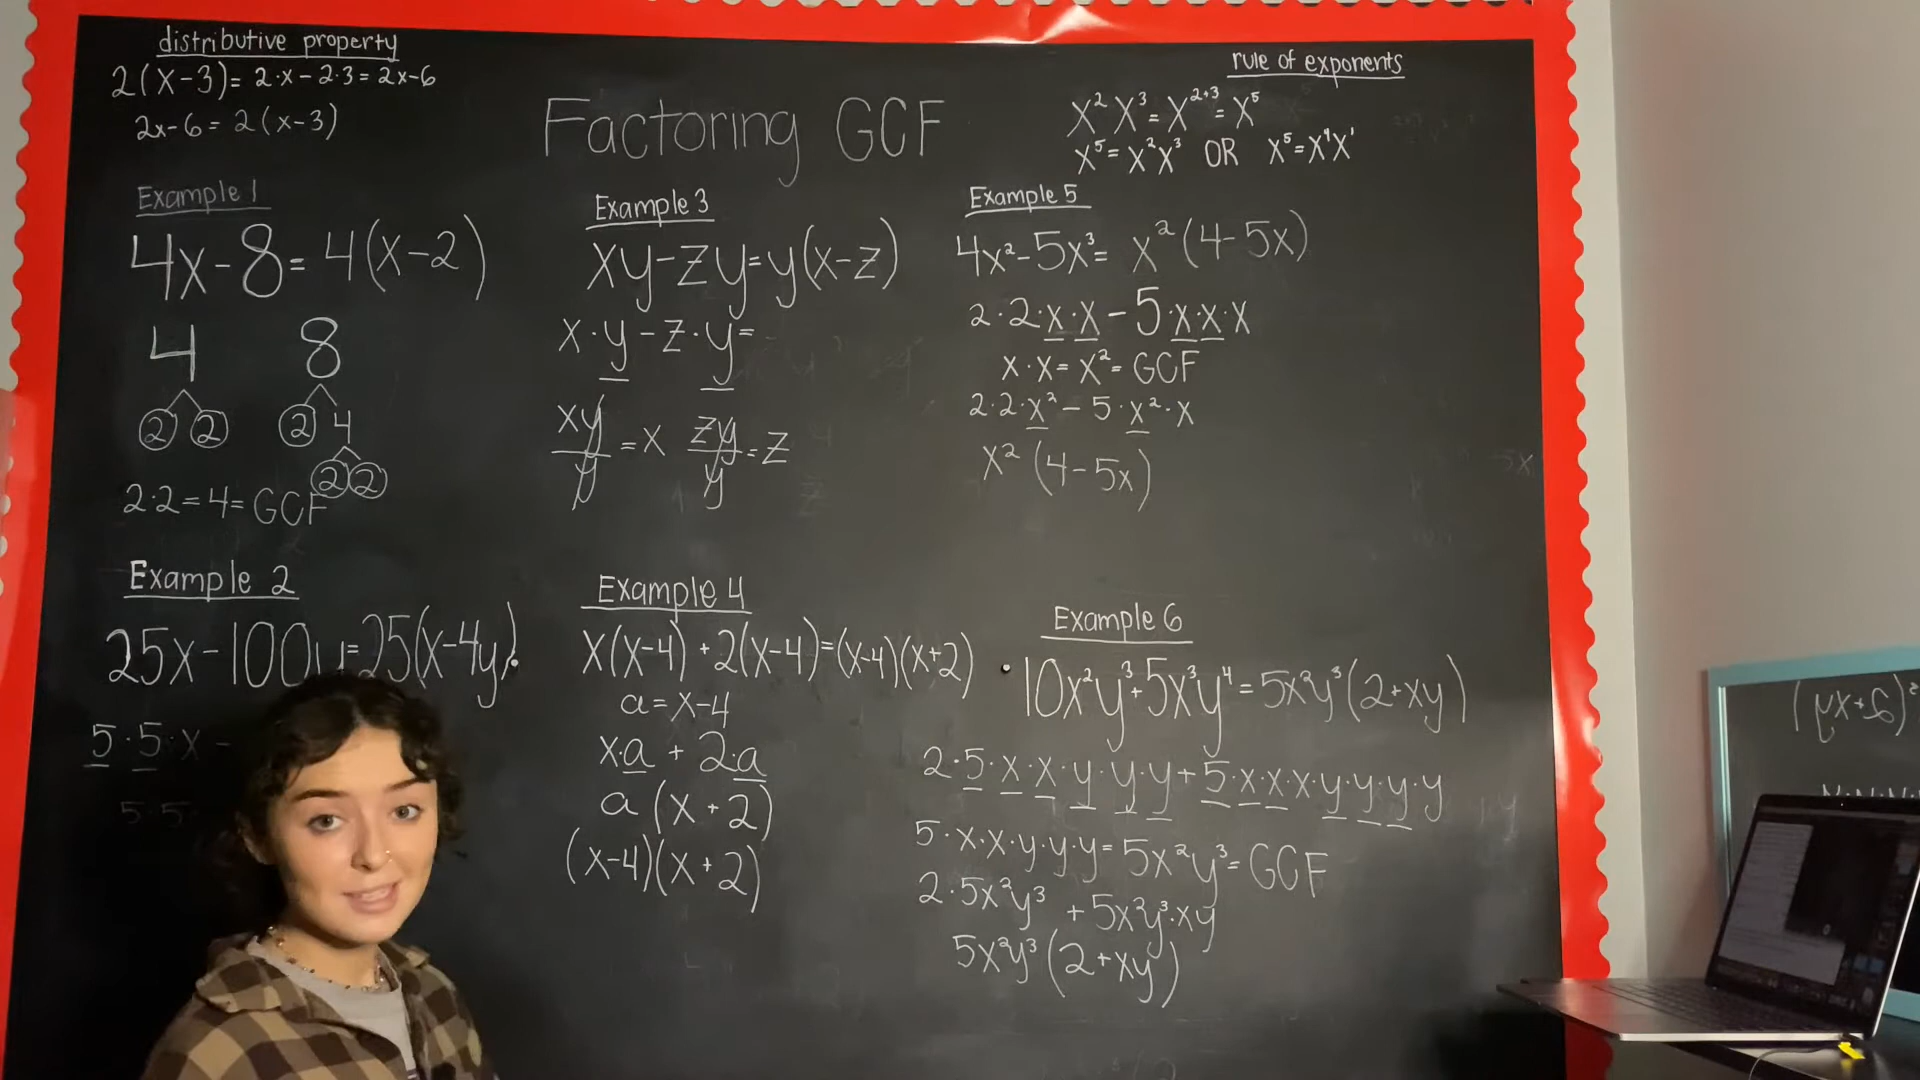 distributive property
2(x-3)= 2·x-2·3=2x-6
2x-6=2(x-3)
Factoring GCF
rule of exponents
x² x³=x²⁺³=x⁵
x⁵=x²x³ OR x⁵=x⁴x¹
Example 1
4x-8=4(x-2)
4 8
2 2 2 4
2 2
2·2=4=GCF
Example 3
xy-zy=y(x-z)
x·y-z·y=
xy/y=x zy/y=z
Example 5
4x²-5x³= x²(4-5x)
2·2·x·x-5·x·x·x
x·x=x²=GCF
2·2·x²-5·x²·x
x²(4-5x)
Example 2
25x-100y=25(x-4y)
5·5·x-
5·5
Example 4
x(x-4)+2(x-4)=(x-4)(x+2)
a=x-4
x·a+2·a
a(x+2)
(x-4)(x+2)
Example 6
10x²y³+5x³y⁴=5x²y³(2+xy)
2·5·x·x·y·y·y+5·x·x·x·y·y·y·y
5·x·x·y·y·y=5x²y³=GCF
2·5x²y³+5x²y³·xy
5x²y³(2+xy)